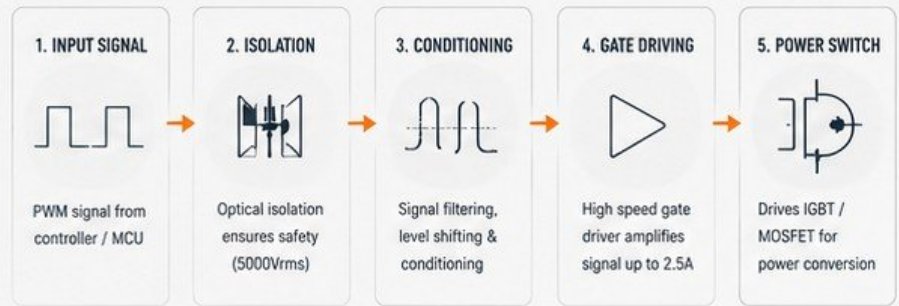 1. INPUT SIGNAL
PWM signal from
controller / MCU
2. ISOLATION
Optical isolation
ensures safety
(5000Vrms)
3. CONDITIONING
Signal filtering,
level shifting &
conditioning
4. GATE DRIVING
High speed gate
driver amplifies
signal up to 2.5A
5. POWER SWITCH
Drives IGBT /
MOSFET for
power conversion